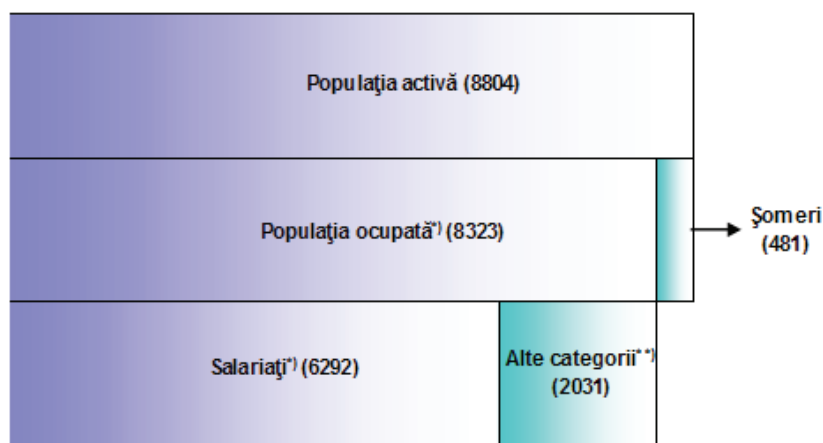 Populaţia activă (8804)
Populaţia ocupată*) (8323)
Şomeri
(481)
Salariaţi*) (6292)
Alte categorii**)
(2031)